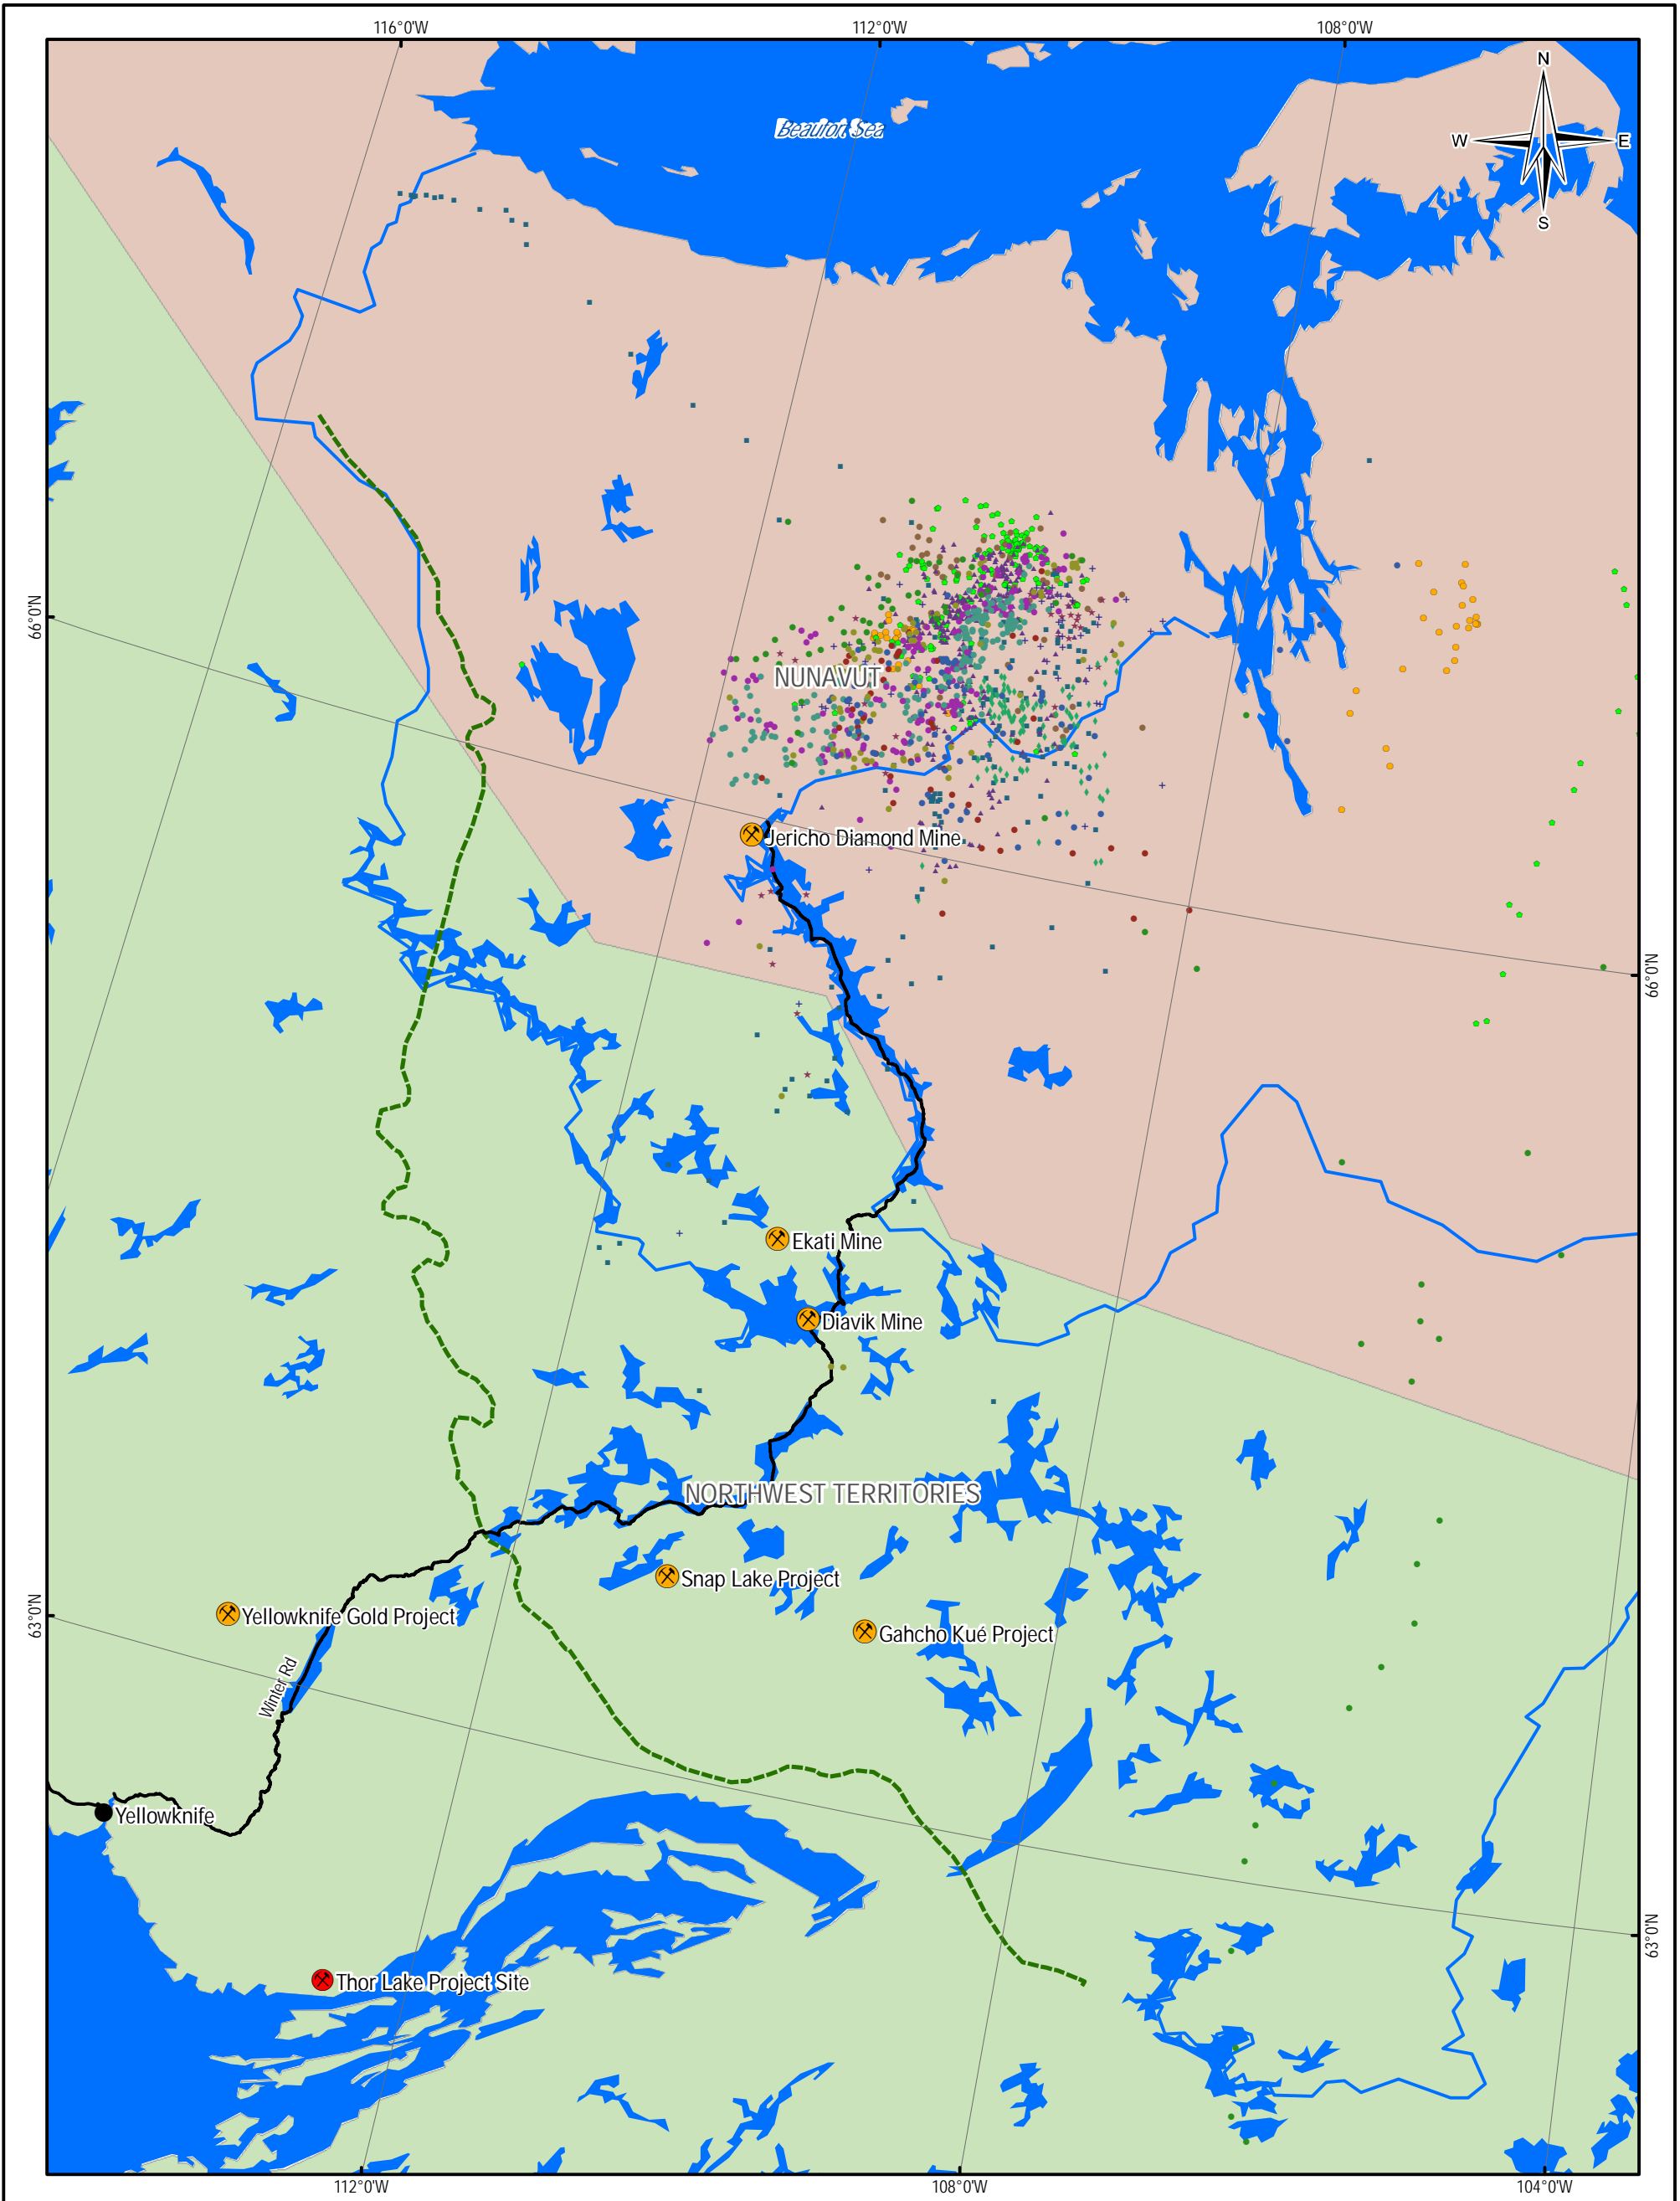 116°0'W
112°0'W
108°0'W
N
W
E
S
Beaufort Sea
66°0'N
NUNAVUT
Jericho Diamond Mine
66°0'N
Ekati Mine
Diavik Mine
NORTHWEST TERRITORIES
Snap Lake Project
Yellowknife Gold Project
Gahcho Kué Project
63°0'N
Winter Rd
Yellowknife
63°0'N
Thor Lake Project Site
112°0'W
108°0'W
104°0'W